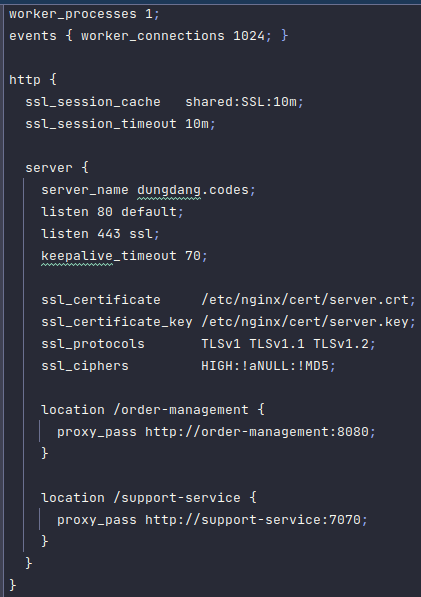 worker_processes 1;
events { worker_connections 1024; }
http {
ssl_session_cache   shared:SSL:10m;
ssl_session_timeout 10m;
server {
server_name dungdang.codes;
listen 80 default;
listen 443 ssl;
keepalive_timeout 70;
ssl_certificate     /etc/nginx/cert/server.crt;
ssl_certificate_key /etc/nginx/cert/server.key;
ssl_protocols       TLSv1 TLSv1.1 TLSv1.2;
ssl_ciphers         HIGH:!aNULL:!MD5;
location /order-management {
proxy_pass http://order-management:8080;
}
location /support-service {
proxy_pass http://support-service:7070;
}
}
}